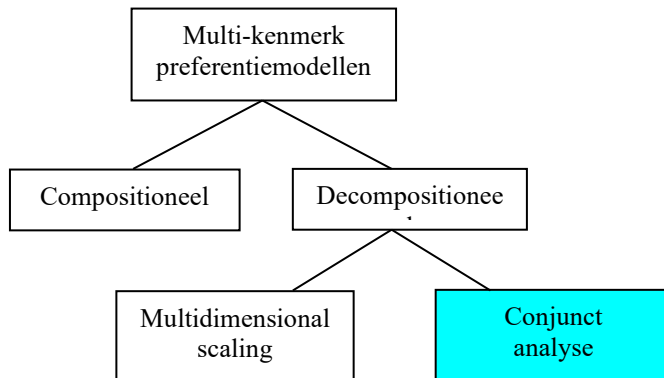 Multi-kenmerk
preferentiemodellen
Compositioneel
Decompositionee
Multidimensional
scaling
Conjunct
analyse